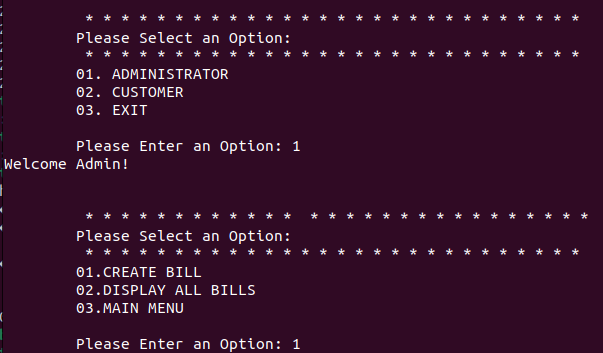 * * * * * * * * * * * * * * * * * * * * * * * * * * * *
Please Select an Option:
* * * * * * * * * * * * * * * * * * * * * * * * * * * *
01. ADMINISTRATOR
02. CUSTOMER
03. EXIT
Please Enter an Option: 1
Welcome Admin!
* * * * * * * * * * * *  * * * * * * * * * * * * * * * *
Please Select an Option:
* * * * * * * * * * * * * * * * * * * * * * * * * * * *
01.CREATE BILL
02.DISPLAY ALL BILLS
03.MAIN MENU
Please Enter an Option: 1